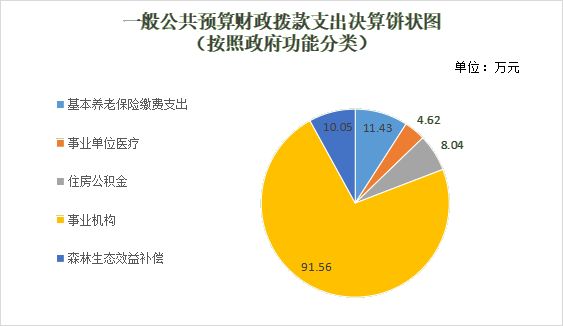 一般公共预算财政拨款支出决算饼状图
（按照政府功能分类）
单位：万元
基本养老保险缴费支出
事业单位医疗
住房公积金
事业机构
森林生态效益补偿
10.05
11.43
4.62
8.04
91.56